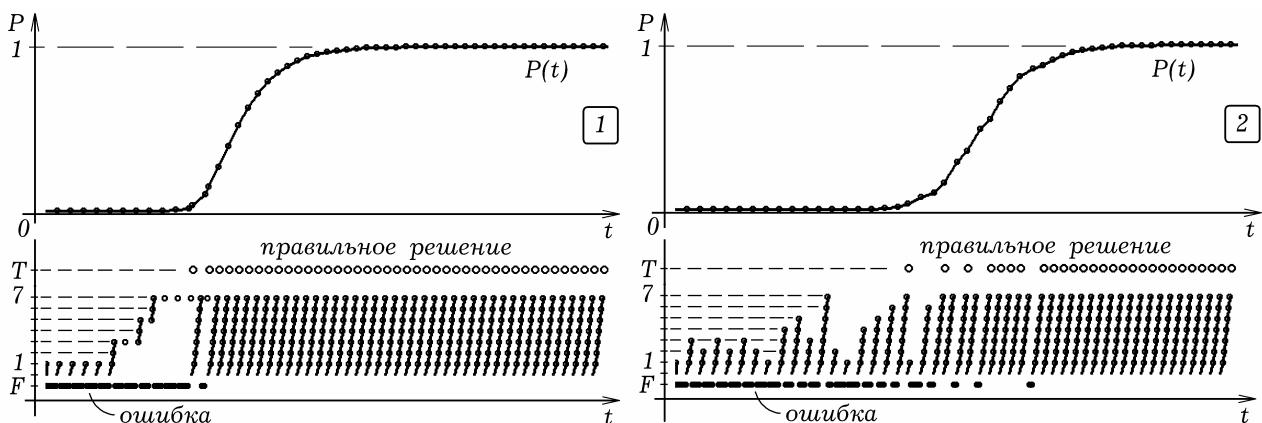 P
1
P(t)
1
0
t
правильное решение
T
7
1
F
ошибка
t
P
1
P(t)
2
0
t
правильное решение
T
7
1
F
ошибка
t